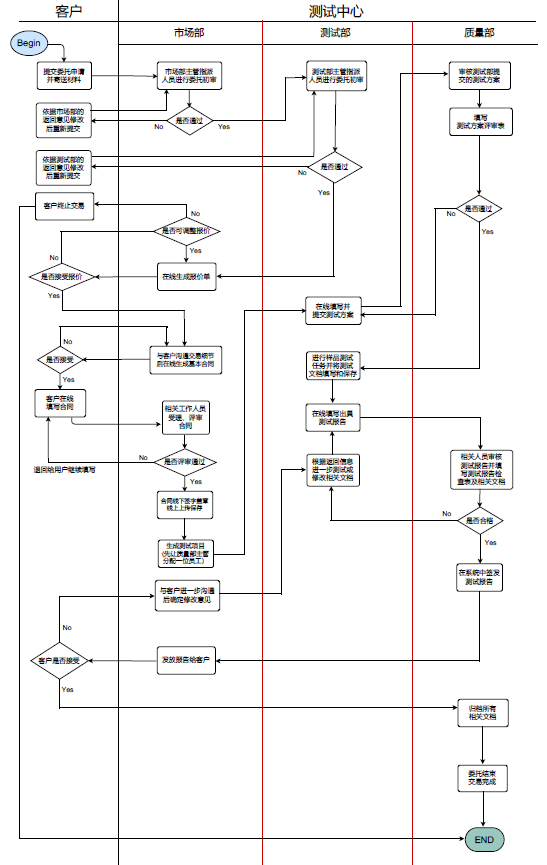 客户
测试中心
市场部
测试部
质量部
Begin
提交委托申请
并寄送材料
市场部主管指派
人员进行委托初审
测试部主管指派
人员进行委托初审
审核测试部提
交的测试方案
依据市场部的
返回意见修改
后重新提交
是否通过
No
Yes
填写
测试方案评审表
依据测试部的
返回意见修改
后重新提交
是否通过
No
Yes
客户终止交易
No
是否可调整报价
Yes
是否通过
No
Yes
No
是否接受报价
Yes
在线生成报价单
在线填写并
提交测试方案
No
是否接受
Yes
与客户沟通交易细节
后在线生成基本合同
进行样品测试
任务并将测试
文档填写和保存
客户在线
填写合同
相关工作人员
受理、评审
合同
在线填写出具
测试报告
退回给用户继续填写
No
是否评审通过
Yes
根据返回信息
进一步测试或
修改相关文档
相关人员审核
测试报告并填
写测试报告检
查表及相关文档
合同线下签字盖章
线上上传保存
No
是否合格
Yes
生成测试项目
(先让质量部主管
分配一位员工)
在系统中签发
测试报告
与客户进一步沟通
后确定修改意见
No
客户是否接受
Yes
发放报告给客户
归档所有
相关文档
委托结束
交易完成
END